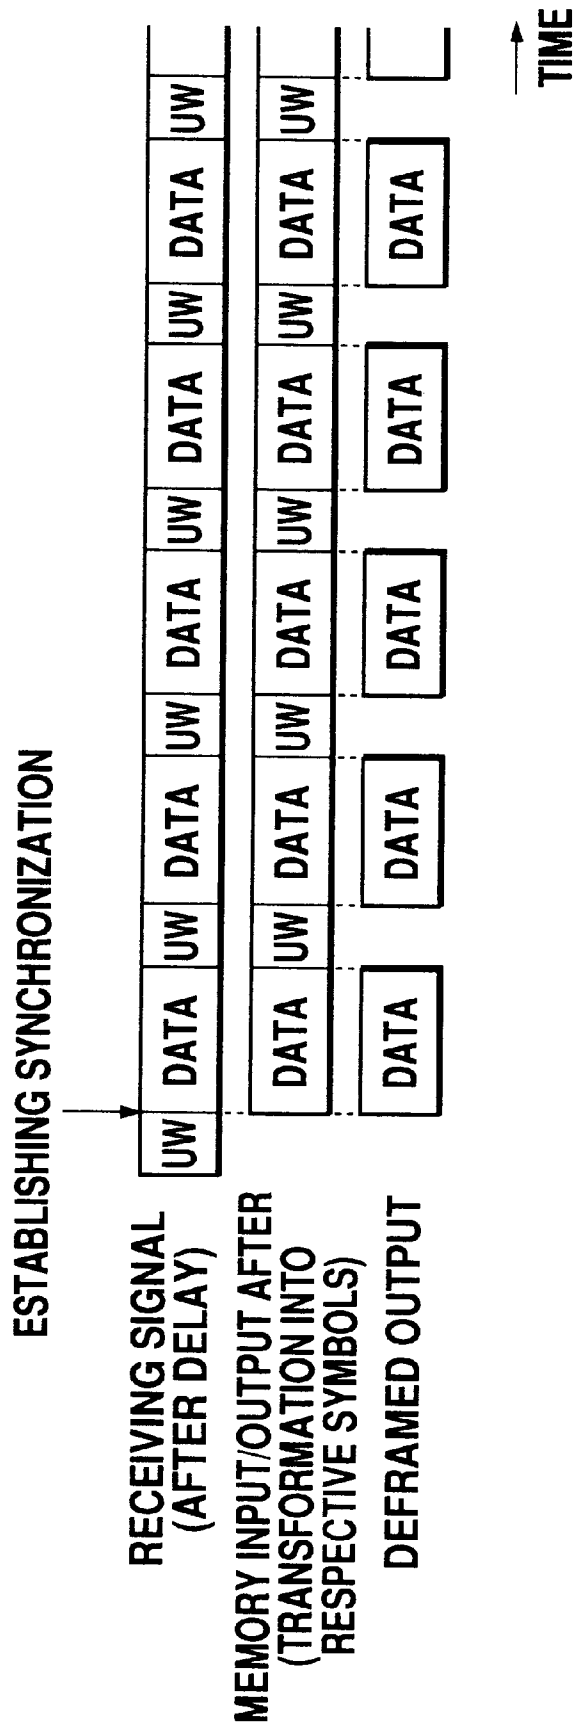 ESTABLISHING SYNCHRONIZATION
RECEIVING SIGNAL
(AFTER DELAY)
UW DATA UW DATA UW DATA UW DATA UW DATA UW
MEMORY INPUT/OUTPUT AFTER
(TRANSFORMATION INTO
RESPECTIVE SYMBOLS)
DATA UW DATA UW DATA UW DATA UW DATA UW
DEFRAMED OUTPUT
DATA DATA DATA DATA DATA
TIME